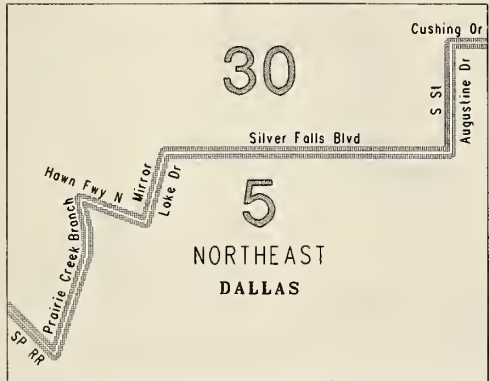 Cushing Dr
30
S St
Augustine Dr
Silver Falls Blvd
Hawn Fwy N
Mirror
Lake Dr
5
Prairie Creek Branch
NORTHEAST
DALLAS
SP RR